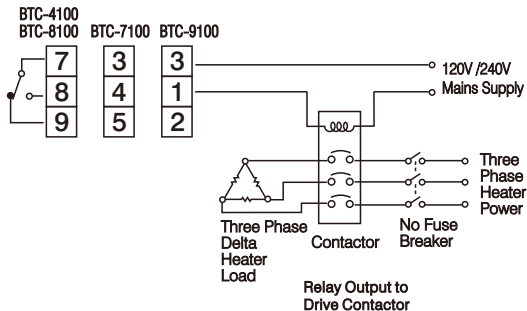 BTC-4100
BTC-8100 BTC-7100 BTC-9100
7 3 3
8 4 1
9 5 2
120V /240V
Mains Supply
Three
Phase
Heater
Power
Three Phase
Delta
Heater
Load
Contactor
No Fuse
Breaker
Relay Output to
Drive Contactor